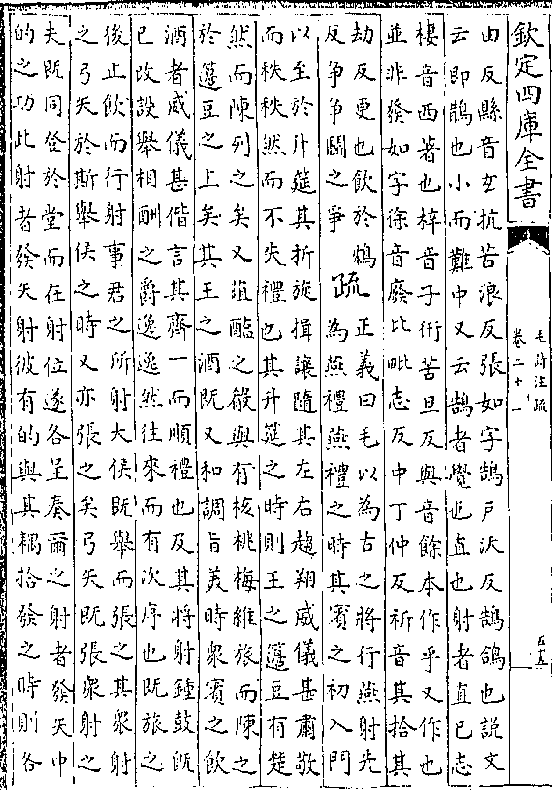 欽定四庫全書
毛詩注疏
卷二十一
由反縣音玄抗苦浪反張如字鵠戶沃反鵠鴿也說文
云即鵲也小而難中又云鵠者覺也直也射者直己志
棲音西著也梓音子衎苦旦反與音餘本作乎又作也
並非發如字徐音廢比毗志反中丁仲反祈音其拾其
劫反更也飲於鴆
反爭爭鬭之爭
疏
正義曰毛以為古之將行燕射先
為燕禮燕禮之時其賓之初入門
以至於升筵其折旋揖讓隨其左右趨翔威儀甚肅敬
而秩秩然而不失禮也其升筵之時則王之籩豆有楚
然而陳列之矣又菹醢之殽與有核桃梅維旅而陳之
於籩豆之上矣其王之酒既又和調旨美時衆賓之飲
酒者威儀甚偕言其齊一而順禮也及其將射鍾鼓既
已改設舉相酬之爵逸逸然往來而有次序也既旅之
後止飲而行射事君之所射大侯既舉而張之其衆射
之弓矢於斯舉侯之時又亦張之矣弓矢既張衆射之
夫既同登於堂而在射位遂各呈奏爾之射者發矢中
的之功此射者發矢射彼有的與其耦拾發之時則各